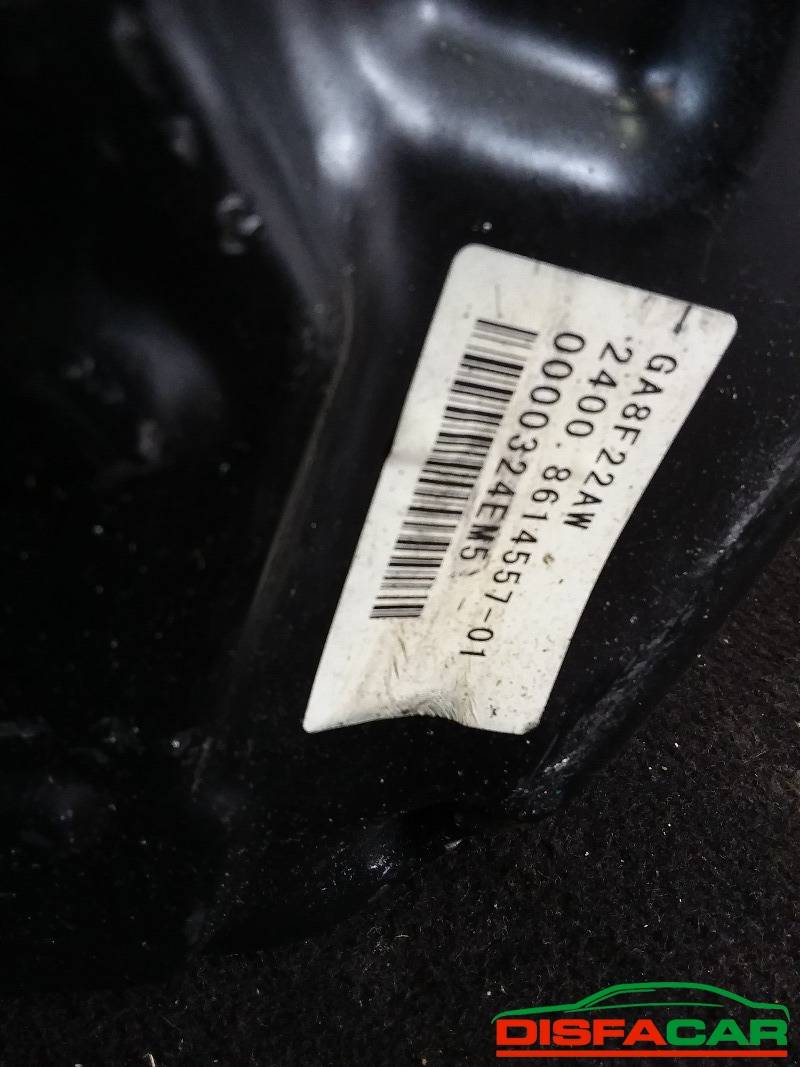 GA8F22AW
2400.8614557-01
0000324EM5
DISFACAR